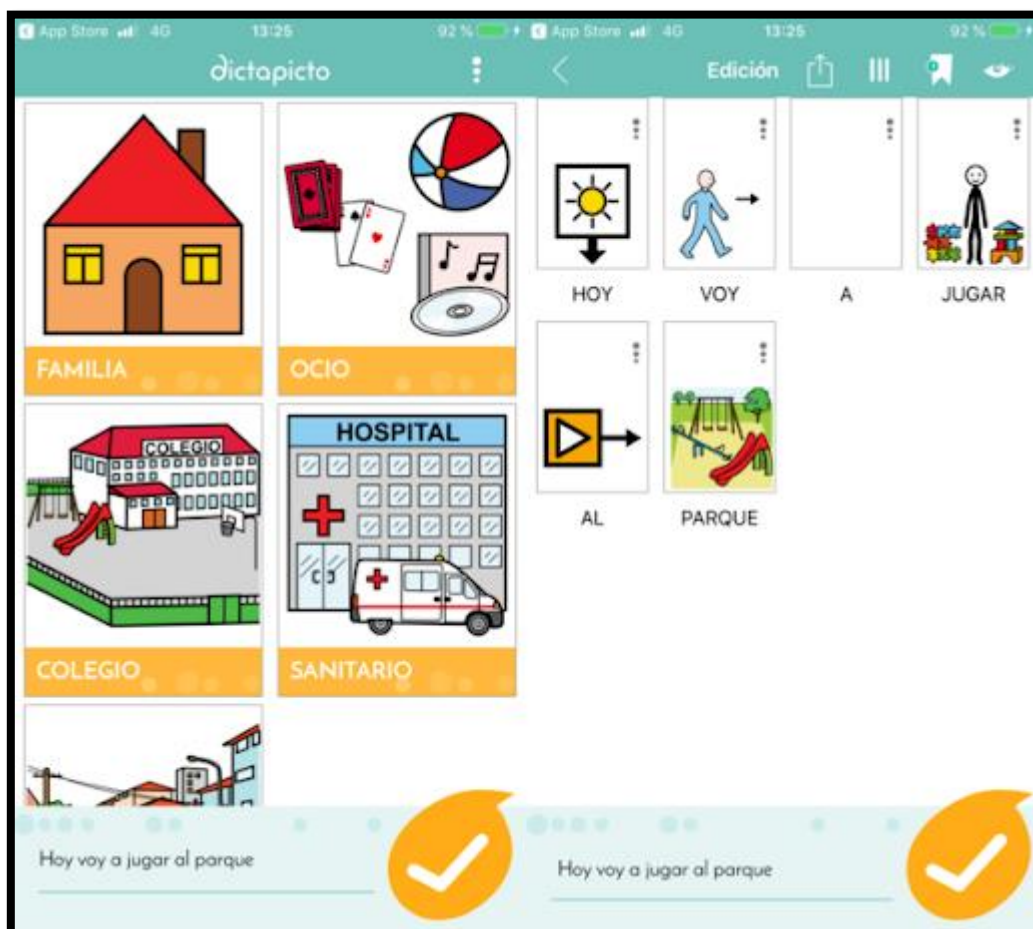 App Store 4G 13:25 92 %
dictapicto
FAMILIA
OCIO
COLEGIO
COLEGIO
HOSPITAL
SANITARIO
Hoy voy a jugar al parque
App Store 4G 13:25 92 %
Edición
HOY VOY A JUGAR
AL PARQUE
Hoy voy a jugar al parque